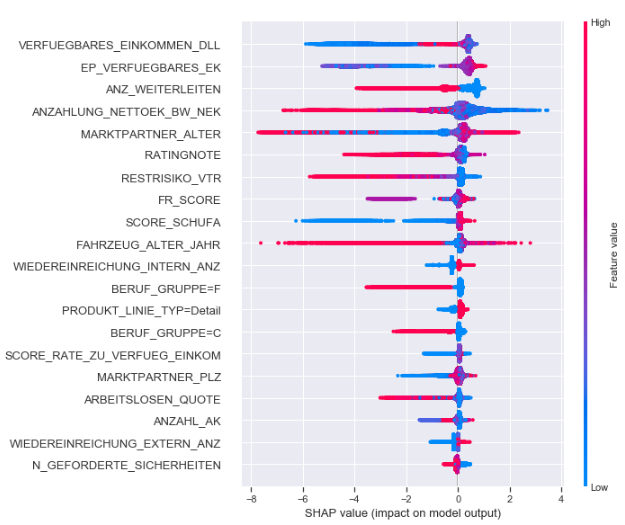 High
VERFUEGBARES_EINKOMMEN_DLL
EP_VERFUEGBARES_EK
ANZ_WEITERLEITEN
ANZAHLUNG_NETTOEK_BW_NEK
MARKTPARTNER_ALTER
RATINGNOTE
RESTRISIKO_VTR
FR_SCORE
SCORE_SCHUFA
FAHRZEUG_ALTER_JAHR
WIEDEREINREICHUNG_INTERN_ANZ
BERUF_GRUPPE=F
PRODUKT_LINIE_TYP=Detail
BERUF_GRUPPE=C
SCORE_RATE_ZU_VERFUEG_EINKOM
MARKTPARTNER_PLZ
ARBEITSLOSEN_QUOTE
ANZAHL_AK
WIEDEREINREICHUNG_EXTERN_ANZ
N_GEFORDERTE_SICHERHEITEN
Feature value
Low
−8 −6 −4 −2 0 2 4
SHAP value (impact on model output)